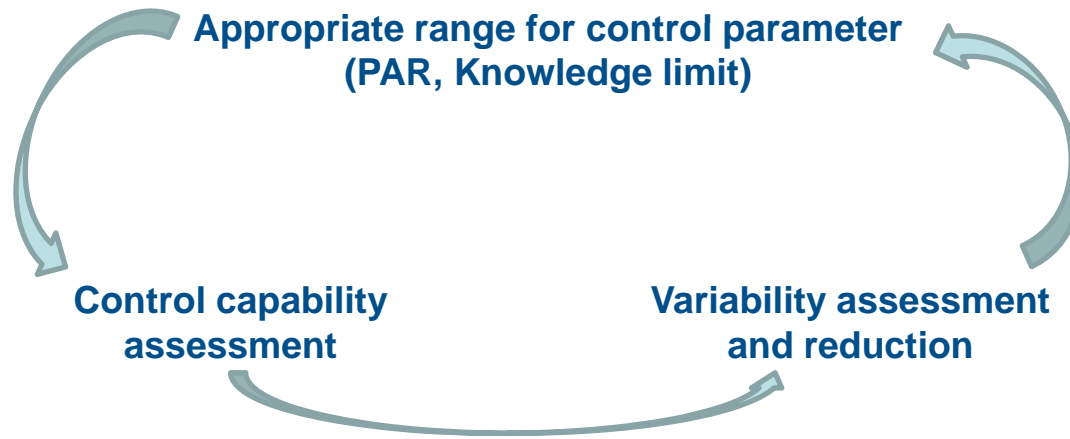 Appropriate range for control parameter
(PAR, Knowledge limit)
Control capability
assessment
Variability assessment
and reduction